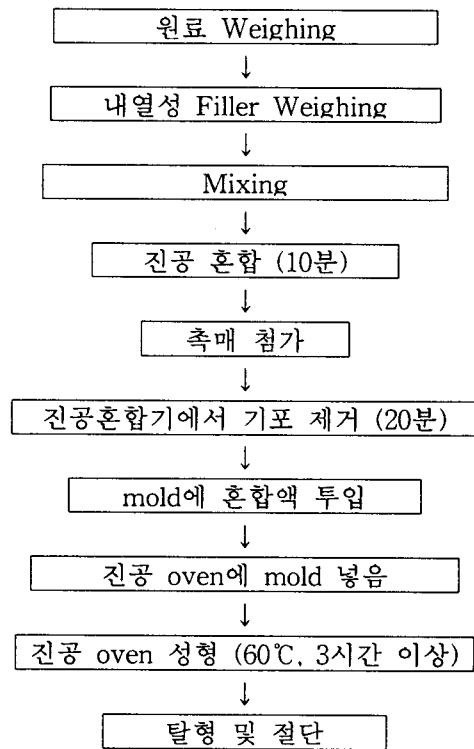 원료 Weighing
↓
내열성 Filler Weighing
↓
Mixing
↓
진공 혼합 (10분)
↓
촉매 첨가
↓
진공혼합기에서 기포 제거 (20분)
↓
mold에 혼합액 투입
↓
진공 oven에 mold 넣음
↓
진공 oven 성형 (60℃, 3시간 이상)
↓
탈형 및 절단